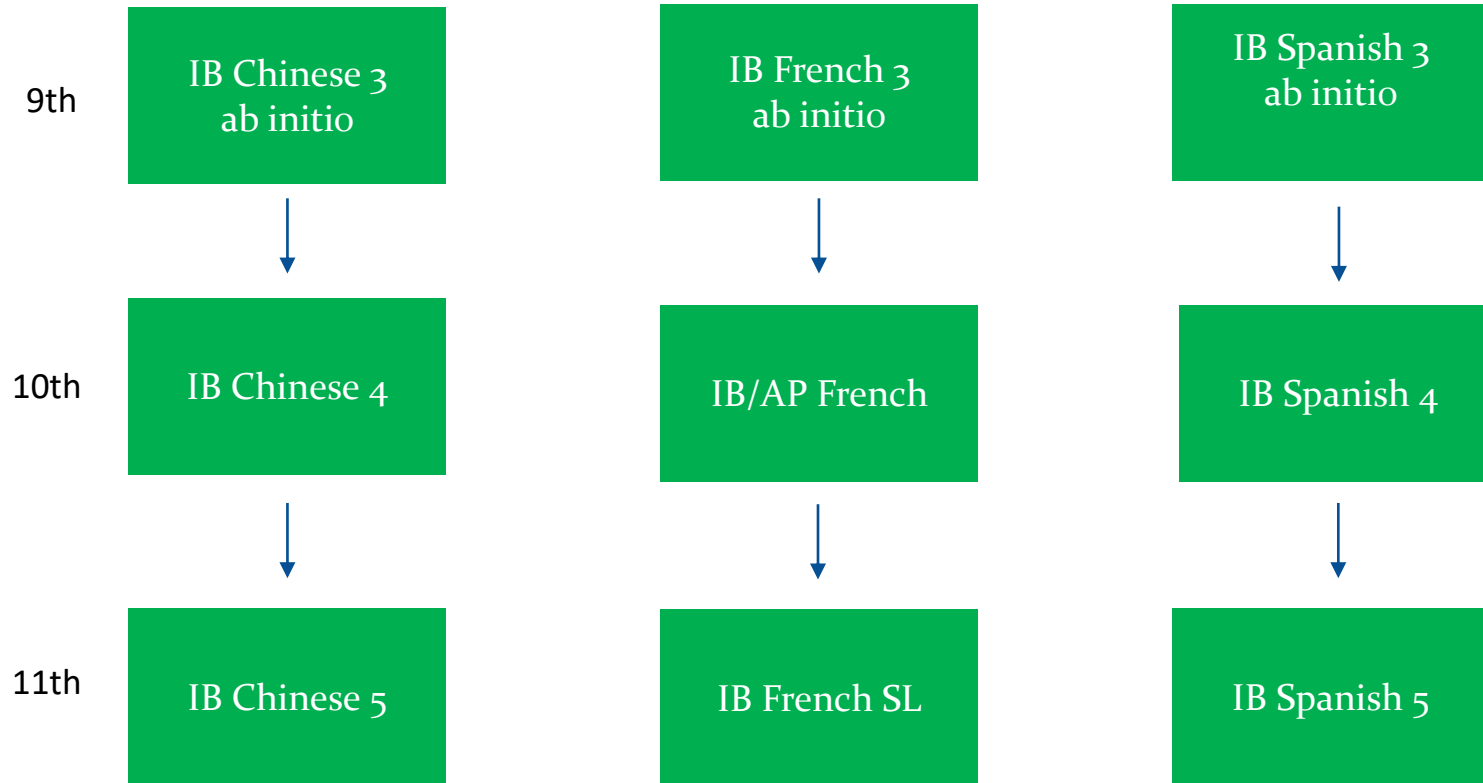 9th
IB Chinese 3
ab initio
IB French 3
ab initio
IB Spanish 3
ab initio
10th
IB Chinese 4
IB/AP French
IB Spanish 4
11th
IB Chinese 5
IB French SL
IB Spanish 5